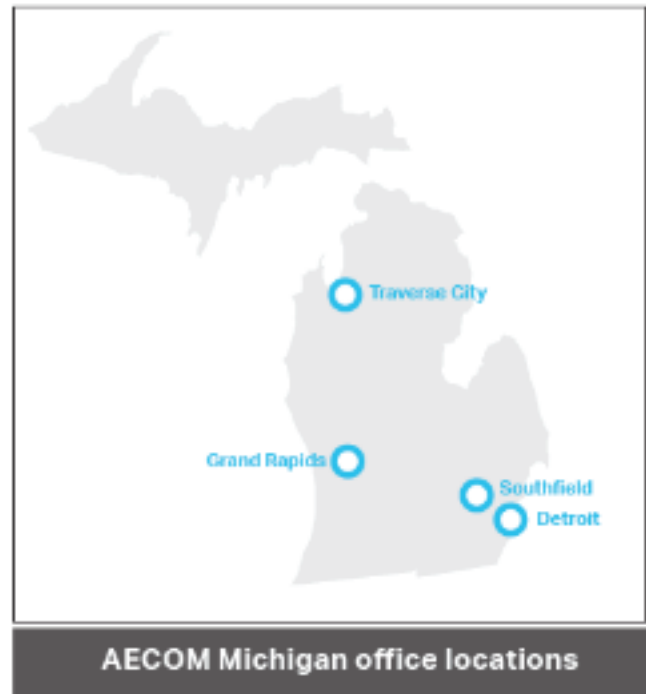 Traverse City
Grand Rapids
Southfield
Detroit
AECOM Michigan office locations